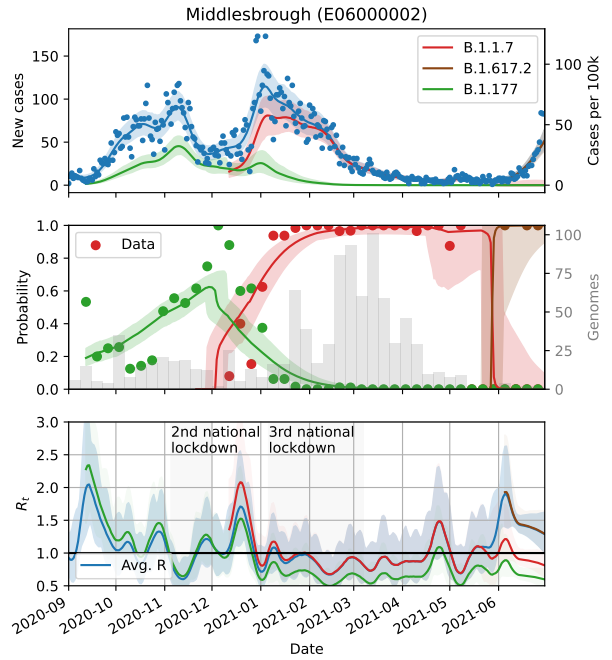 Middlesbrough (E06000002)
New cases
150
100
50
0
B.1.1.7
B.1.617.2
B.1.177
100
50
0
Cases per 100k
Probability
1.0
0.8
0.6
0.4
0.2
0.0
Data
100
75
50
25
0
Genomes
Rt
3.0
2.5
2.0
1.5
1.0
0.5
2nd national
lockdown
3rd national
lockdown
Avg. R
2020-09
2020-10
2020-11
2020-12
2021-01
2021-02
2021-03
2021-04
2021-05
2021-06
Date